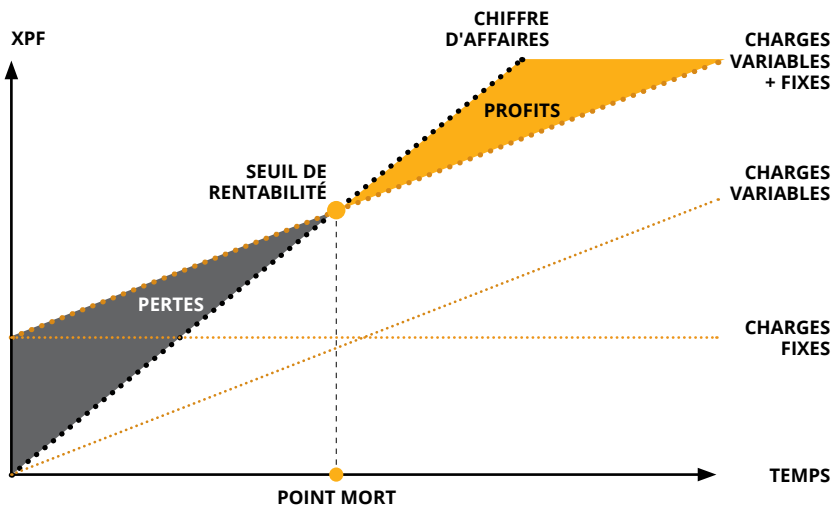 CHIFFRE
D'AFFAIRES
XPF
CHARGES
VARIABLES
+ FIXES
PROFITS
SEUIL DE
RENTABILITÉ
CHARGES
VARIABLES
PERTES
CHARGES
FIXES
TEMPS
POINT MORT